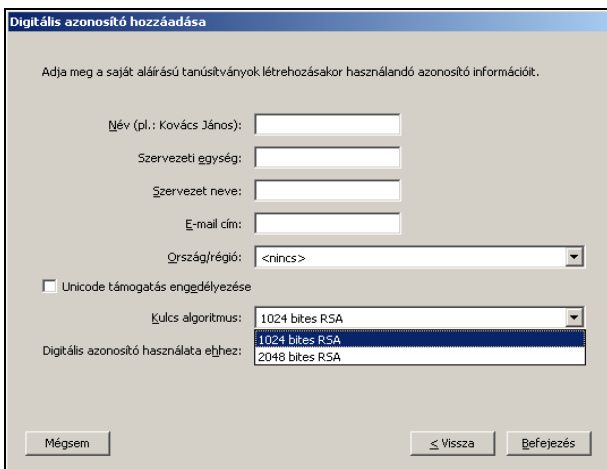 Digitális azonosító hozzáadása
Adja meg a saját aláírású tanúsítványok létrehozásakor használandó azonosító információit.
Név (pl.: Kovács János):
Szervezeti egység:
Szervezet neve:
E-mail cím:
Ország/régió: <nincs>
Unicode támogatás engedélyezése
Kulcs algoritmus: 1024 bites RSA
1024 bites RSA
Digitális azonosító használata ehhez:
2048 bites RSA
Mégsem < Vissza Befejezés